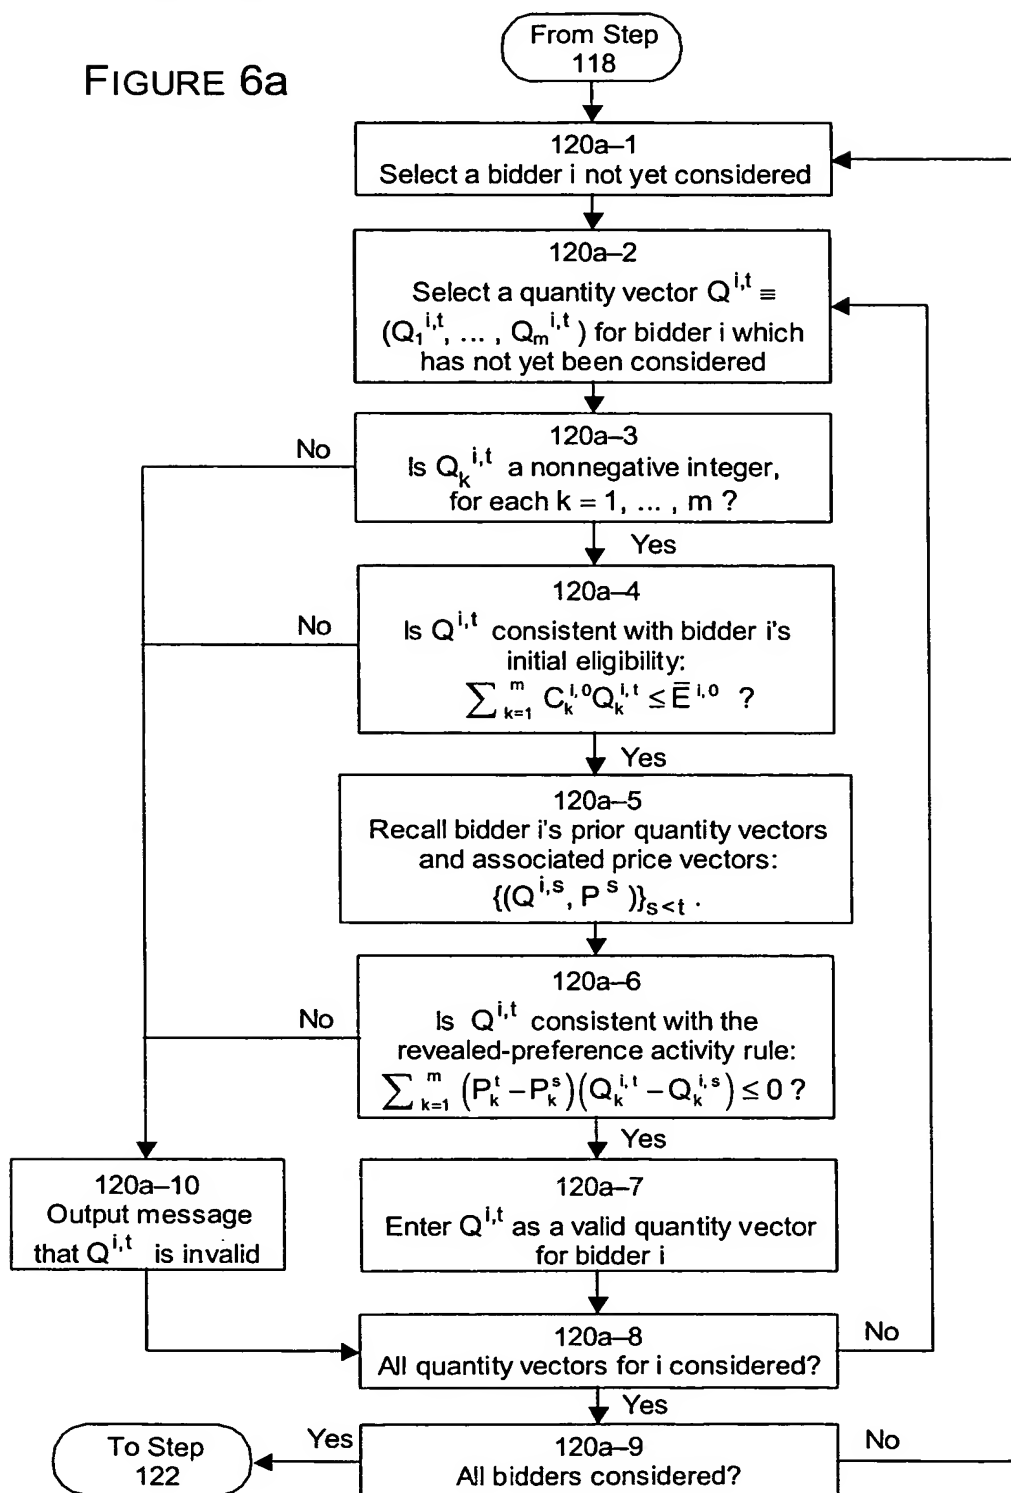 FIGURE 6a
From Step
118
120a–1
Select a bidder i not yet considered
120a–2
Select a quantity vector Q^{i,t} ≡
(Q_1^{i,t}, ... , Q_m^{i,t}) for bidder i which
has not yet been considered
120a–3
Is Q_k^{i,t} a nonnegative integer,
for each k = 1, ... , m ?
No
Yes
120a–4
Is Q^{i,t} consistent with bidder i's
initial eligibility:
∑_{k=1}^{m} C_k^{i,0}Q_k^{i,t} ≤ E̿^{i,0} ?
No
Yes
120a–5
Recall bidder i's prior quantity vectors
and associated price vectors:
{(Q^{i,s}, P^s)}_{s<t} .
120a–6
Is Q^{i,t} consistent with the
revealed-preference activity rule:
∑_{k=1}^{m} (P_k^t – P_k^s)(Q_k^{i,t} – Q_k^{i,s}) ≤ 0 ?
No
Yes
120a–10
Output message
that Q^{i,t} is invalid
120a–7
Enter Q^{i,t} as a valid quantity vector
for bidder i
120a–8
All quantity vectors for i considered?
No
Yes
120a–9
All bidders considered?
No
Yes
To Step
122